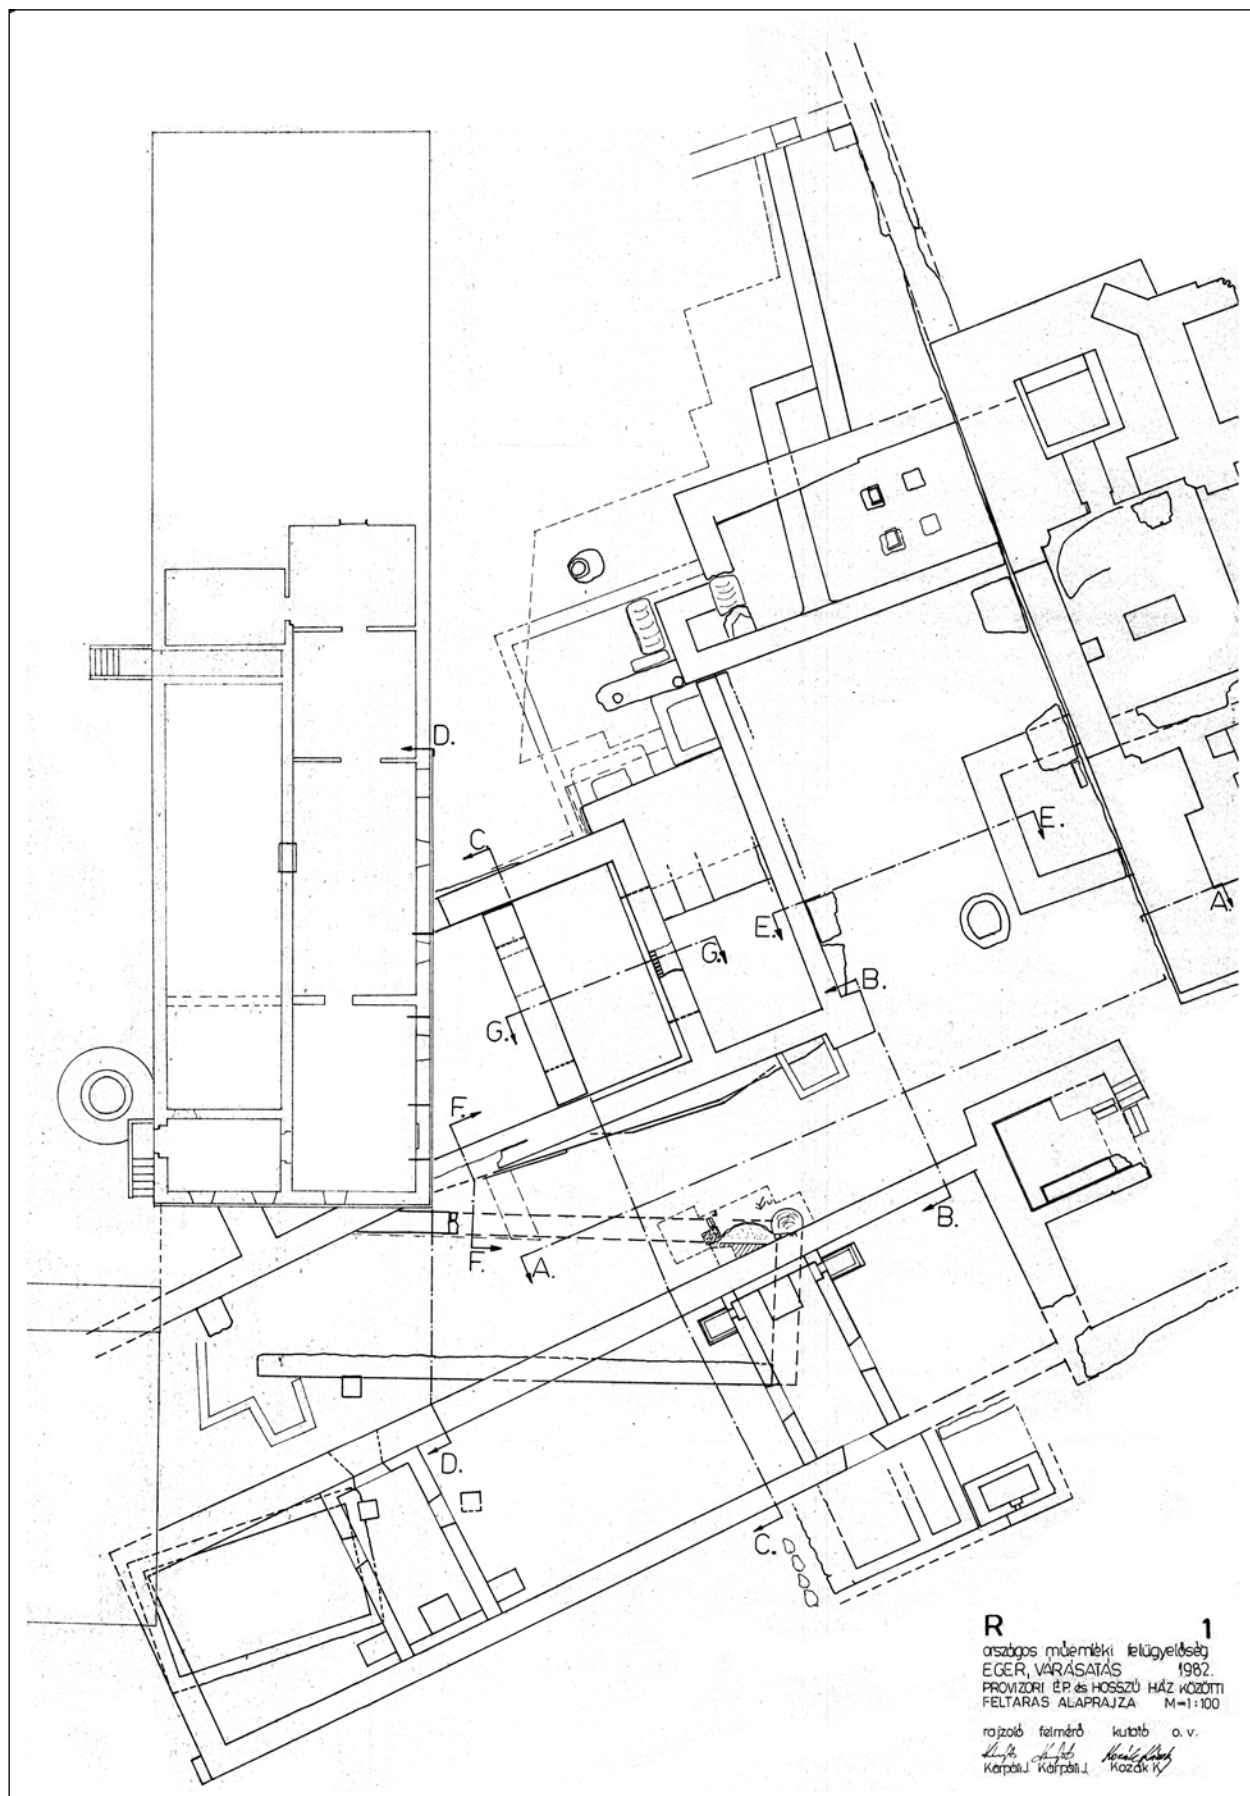 D.
C.
E.
A.
E.
G.
B.
G.
F.
B.
F.
A.
D.
C.
R 1
országos műemléki felügyelőség
EGER, VÁRÁSATÁS 1982.
PROVIZORI ÉP. és HOSSZÚ HÁZ KÖZÖTTI
FELTÁRÁS ALAPRAJZA M=1:100
rajzoló felmérő kutató o.v.
Kárpáti J. Kárpáti J. Kozák K.